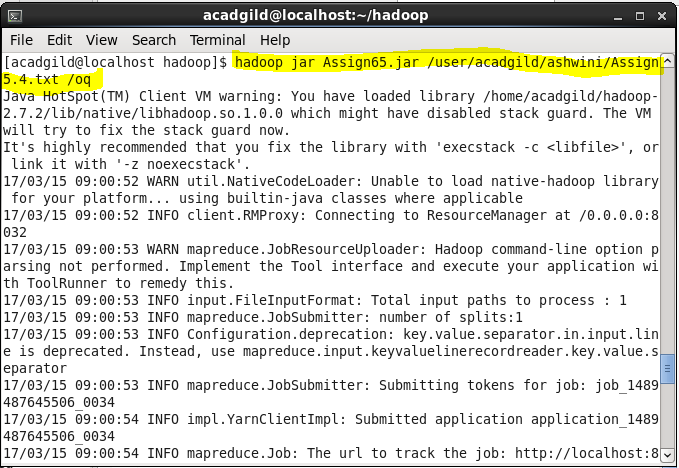 acadgild@localhost:~/hadoop
File Edit View Search Terminal Help
[acadgild@localhost hadoop]$ hadoop jar Assign65.jar /user/acadgild/ashwini/Assign
5.4.txt /oq
Java HotSpot(TM) Client VM warning: You have loaded library /home/acadgild/hadoop-
2.7.2/lib/native/libhadoop.so.1.0.0 which might have disabled stack guard. The VM
will try to fix the stack guard now.
It's highly recommended that you fix the library with 'execstack -c <libfile>', or
link it with '-z noexecstack'.
17/03/15 09:00:52 WARN util.NativeCodeLoader: Unable to load native-hadoop library
for your platform... using builtin-java classes where applicable
17/03/15 09:00:52 INFO client.RMProxy: Connecting to ResourceManager at /0.0.0.0:8
032
17/03/15 09:00:53 WARN mapreduce.JobResourceUploader: Hadoop command-line option p
arsing not performed. Implement the Tool interface and execute your application wi
th ToolRunner to remedy this.
17/03/15 09:00:53 INFO input.FileInputFormat: Total input paths to process : 1
17/03/15 09:00:53 INFO mapreduce.JobSubmitter: number of splits:1
17/03/15 09:00:53 INFO Configuration.deprecation: key.value.separator.in.input.lin
e is deprecated. Instead, use mapreduce.input.keyvaluelinerecordreader.key.value.s
eparator
17/03/15 09:00:53 INFO mapreduce.JobSubmitter: Submitting tokens for job: job_1489
487645506_0034
17/03/15 09:00:54 INFO impl.YarnClientImpl: Submitted application application_1489
487645506_0034
17/03/15 09:00:54 INFO mapreduce.Job: The url to track the job: http://localhost:8